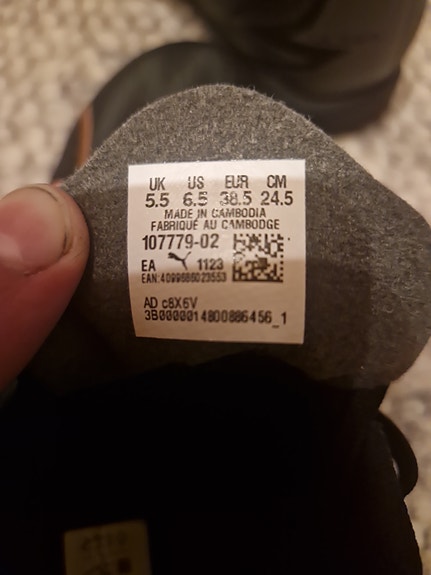 UK US EUR CM
5.5 6.5 38.5 24.5
MADE IN CAMBODIA
FABRIQUÉ AU CAMBODGE
107779-02
EA 1123
EAN:4099686023553
AD c8X6V
3B0000014800886456_1